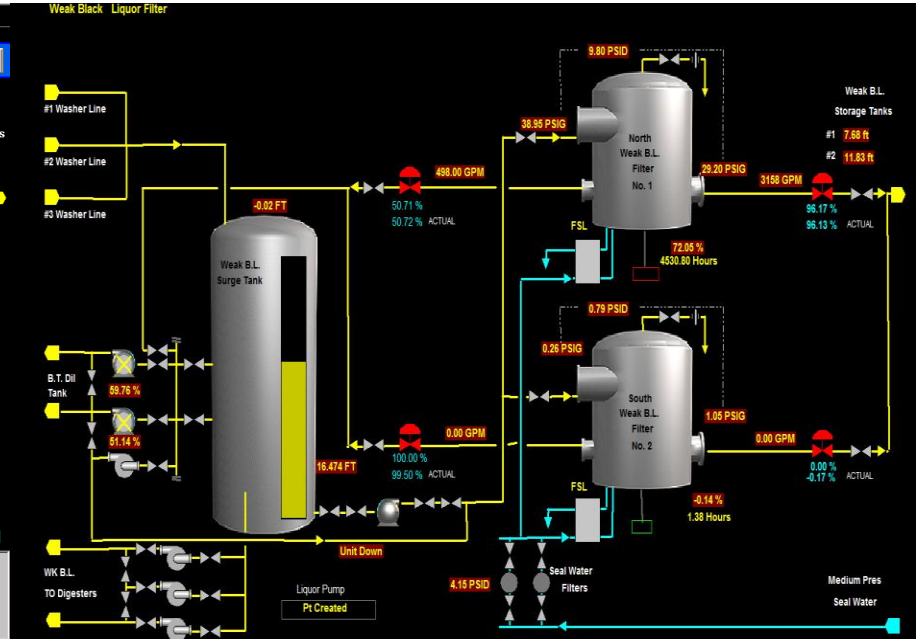 Weak Black Liquor Filter
#1 Washer Line
#2 Washer Line
#3 Washer Line
s
9.80 PSID
38.95 PSIG
North
Weak B.L.
Filter
No. 1
29.20 PSIG
Weak B.L.
Storage Tanks
#1 7.68 ft
#2 11.83 ft
498.00 GPM
50.71 %
50.72 % ACTUAL
3158 GPM
96.17 %
96.13 % ACTUAL
-0.02 FT
Weak B.L.
Surge Tank
FSL
72.05 %
4530.80 Hours
0.79 PSID
0.26 PSIG
South
Weak B.L.
Filter
No. 2
1.05 PSIG
B.T. Dil
Tank
59.76 %
51.14 %
16.474 FT
0.00 GPM
100.00 %
99.50 % ACTUAL
0.00 GPM
0.00 %
-0.17 % ACTUAL
FSL
-0.14 %
1.38 Hours
Unit Down
WK B.L.
TO Digesters
Liquor Pump
Pt Created
4.15 PSID
Seal Water
Filters
Medium Pres
Seal Water